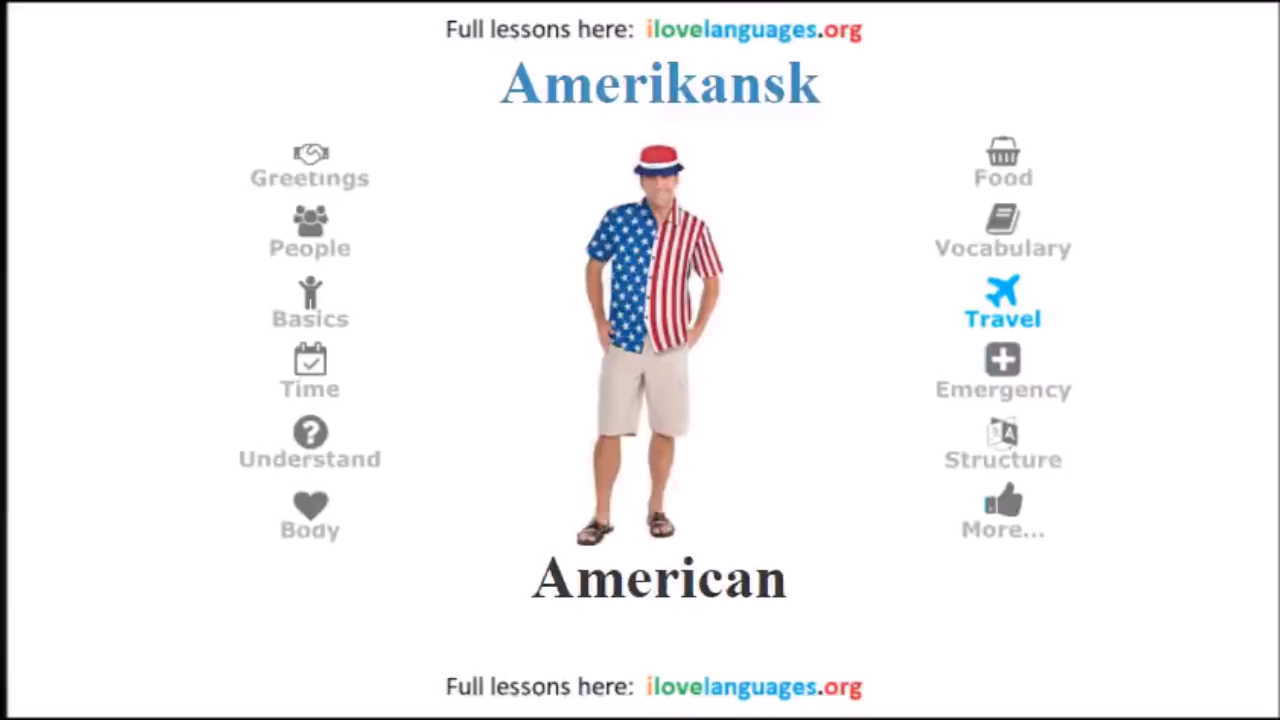 Full lessons here: ilovelanguages.org
Amerikansk
Greetings
People
Basics
Time
Understand
Body
Food
Vocabulary
Travel
Emergency
Structure
More...
American
Full lessons here: ilovelanguages.org